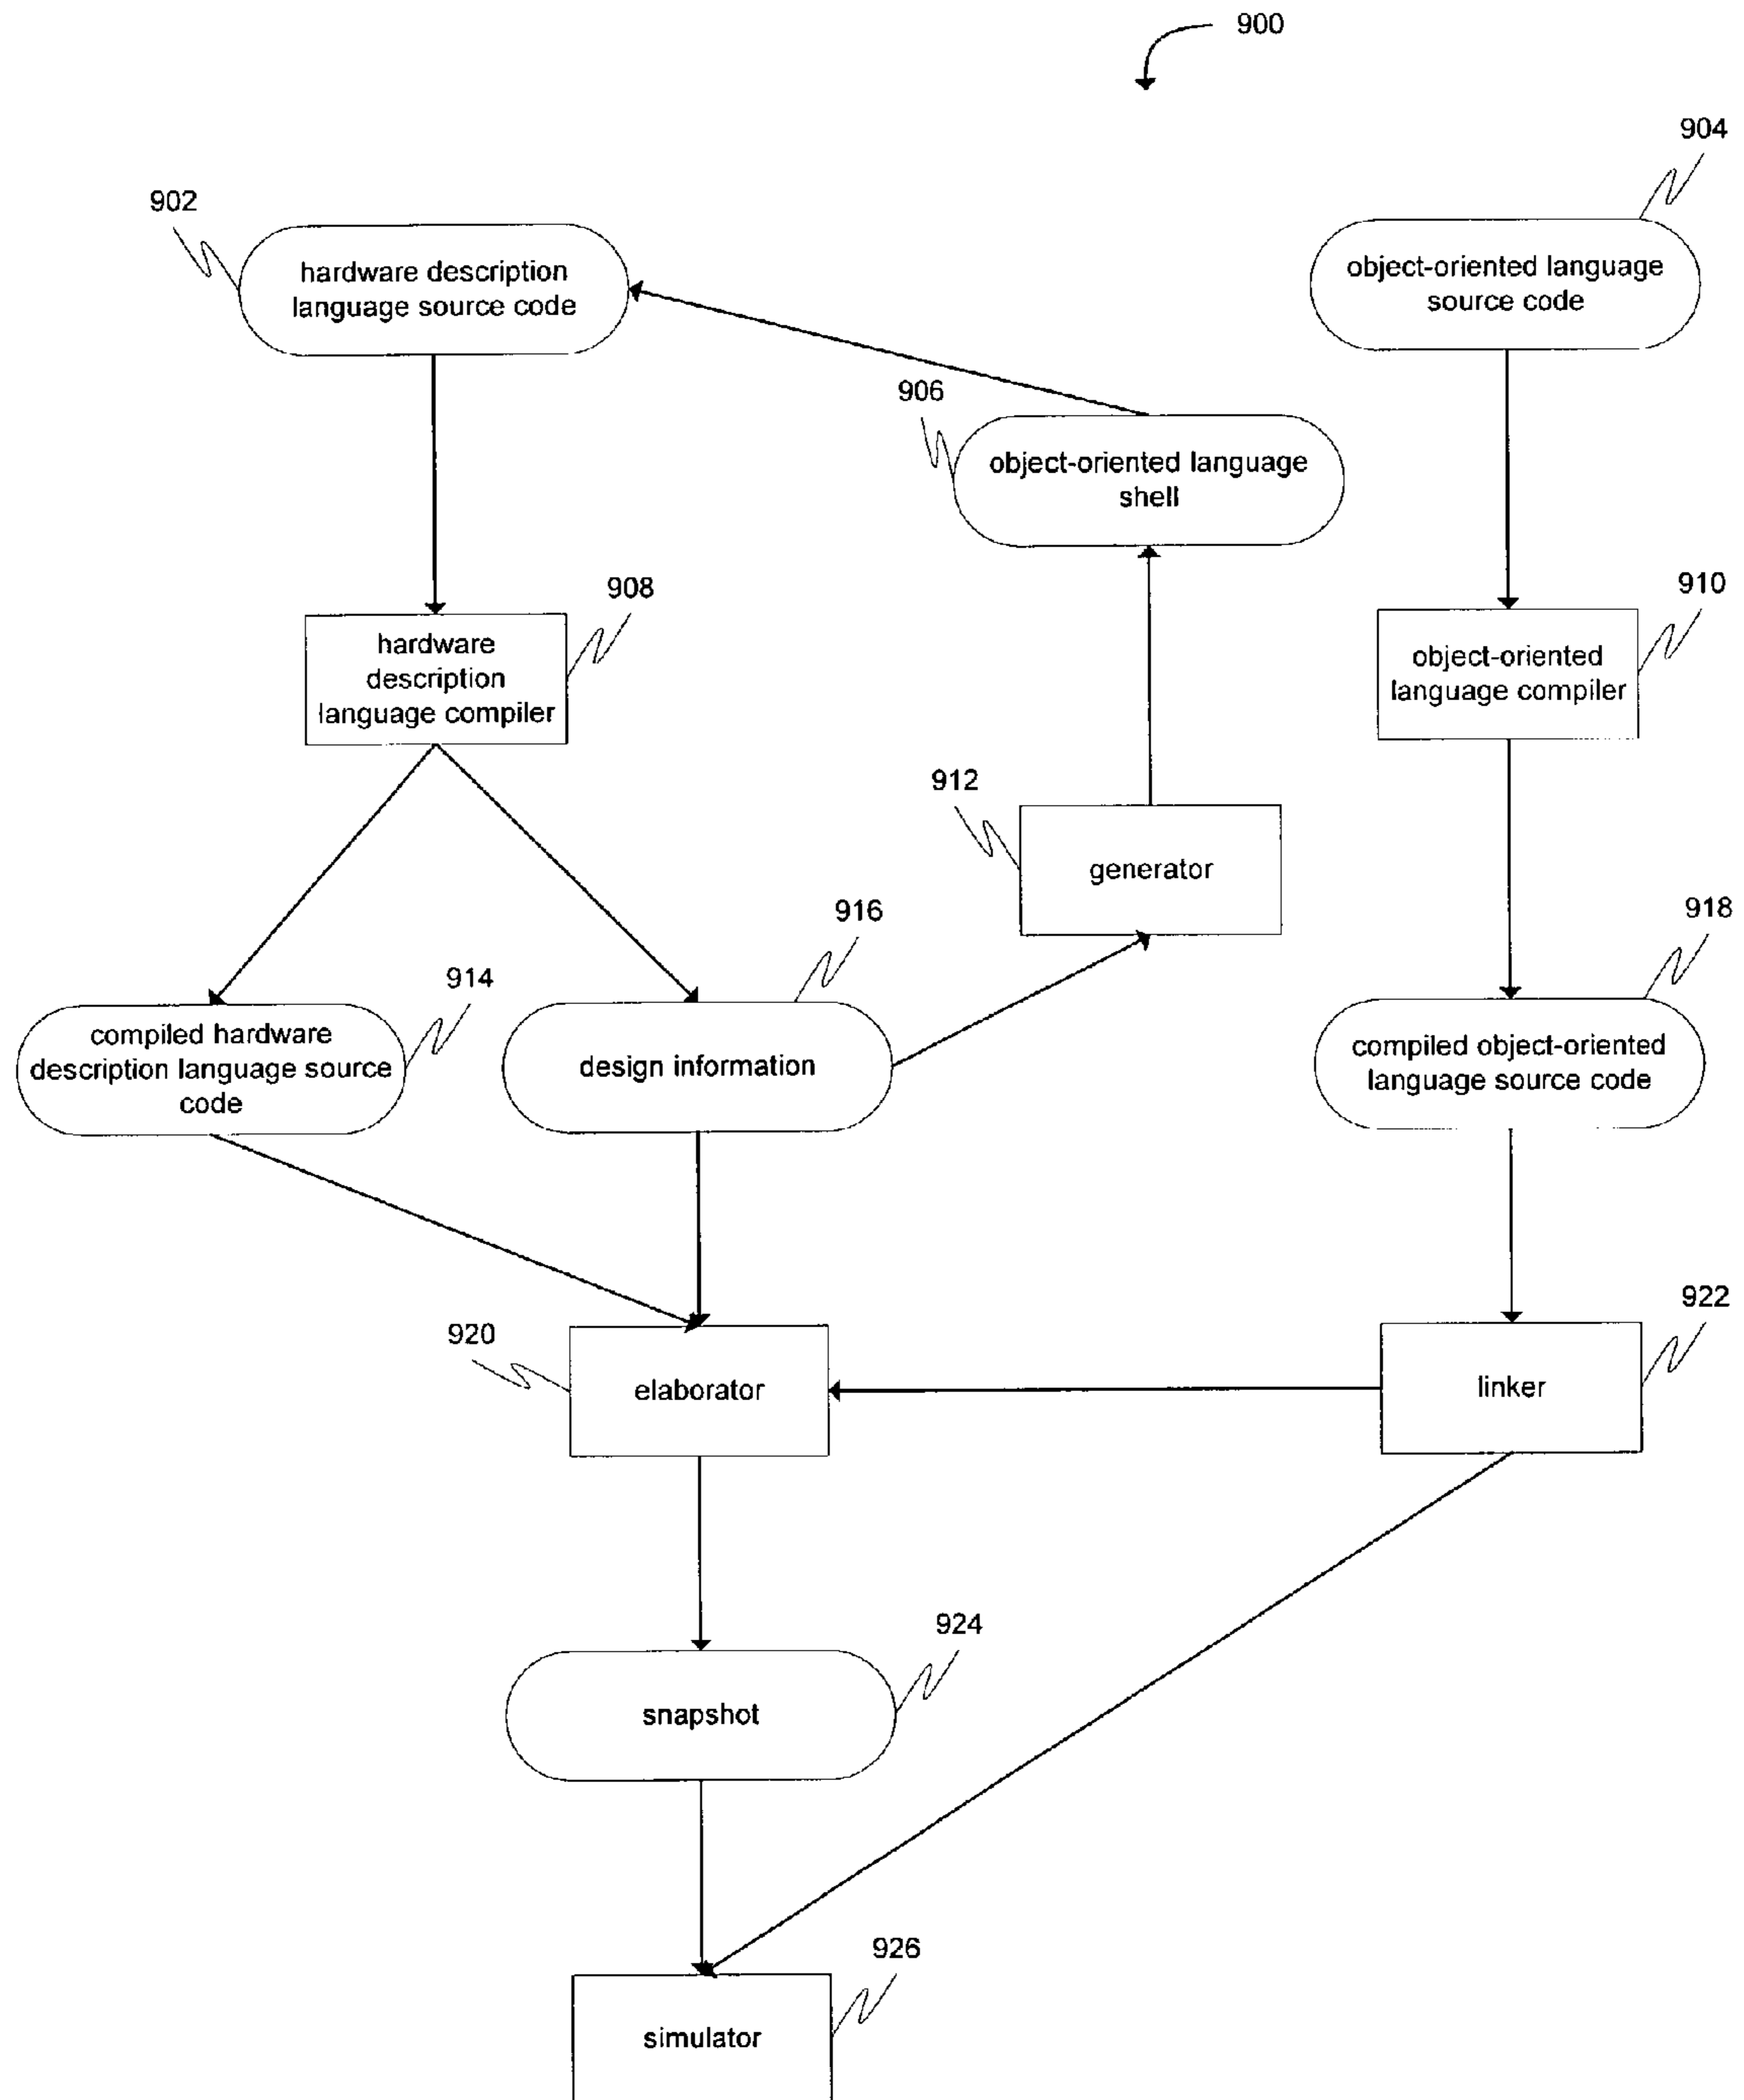 900
904
902
object-oriented language
source code
hardware description
language source code
906
object-oriented language
shell
908
910
hardware
description
language compiler
object-oriented
language compiler
912
generator
916
918
914
compiled hardware
description language source
code
design information
compiled object-oriented
language source code
922
920
elaborator
linker
924
snapshot
926
simulator